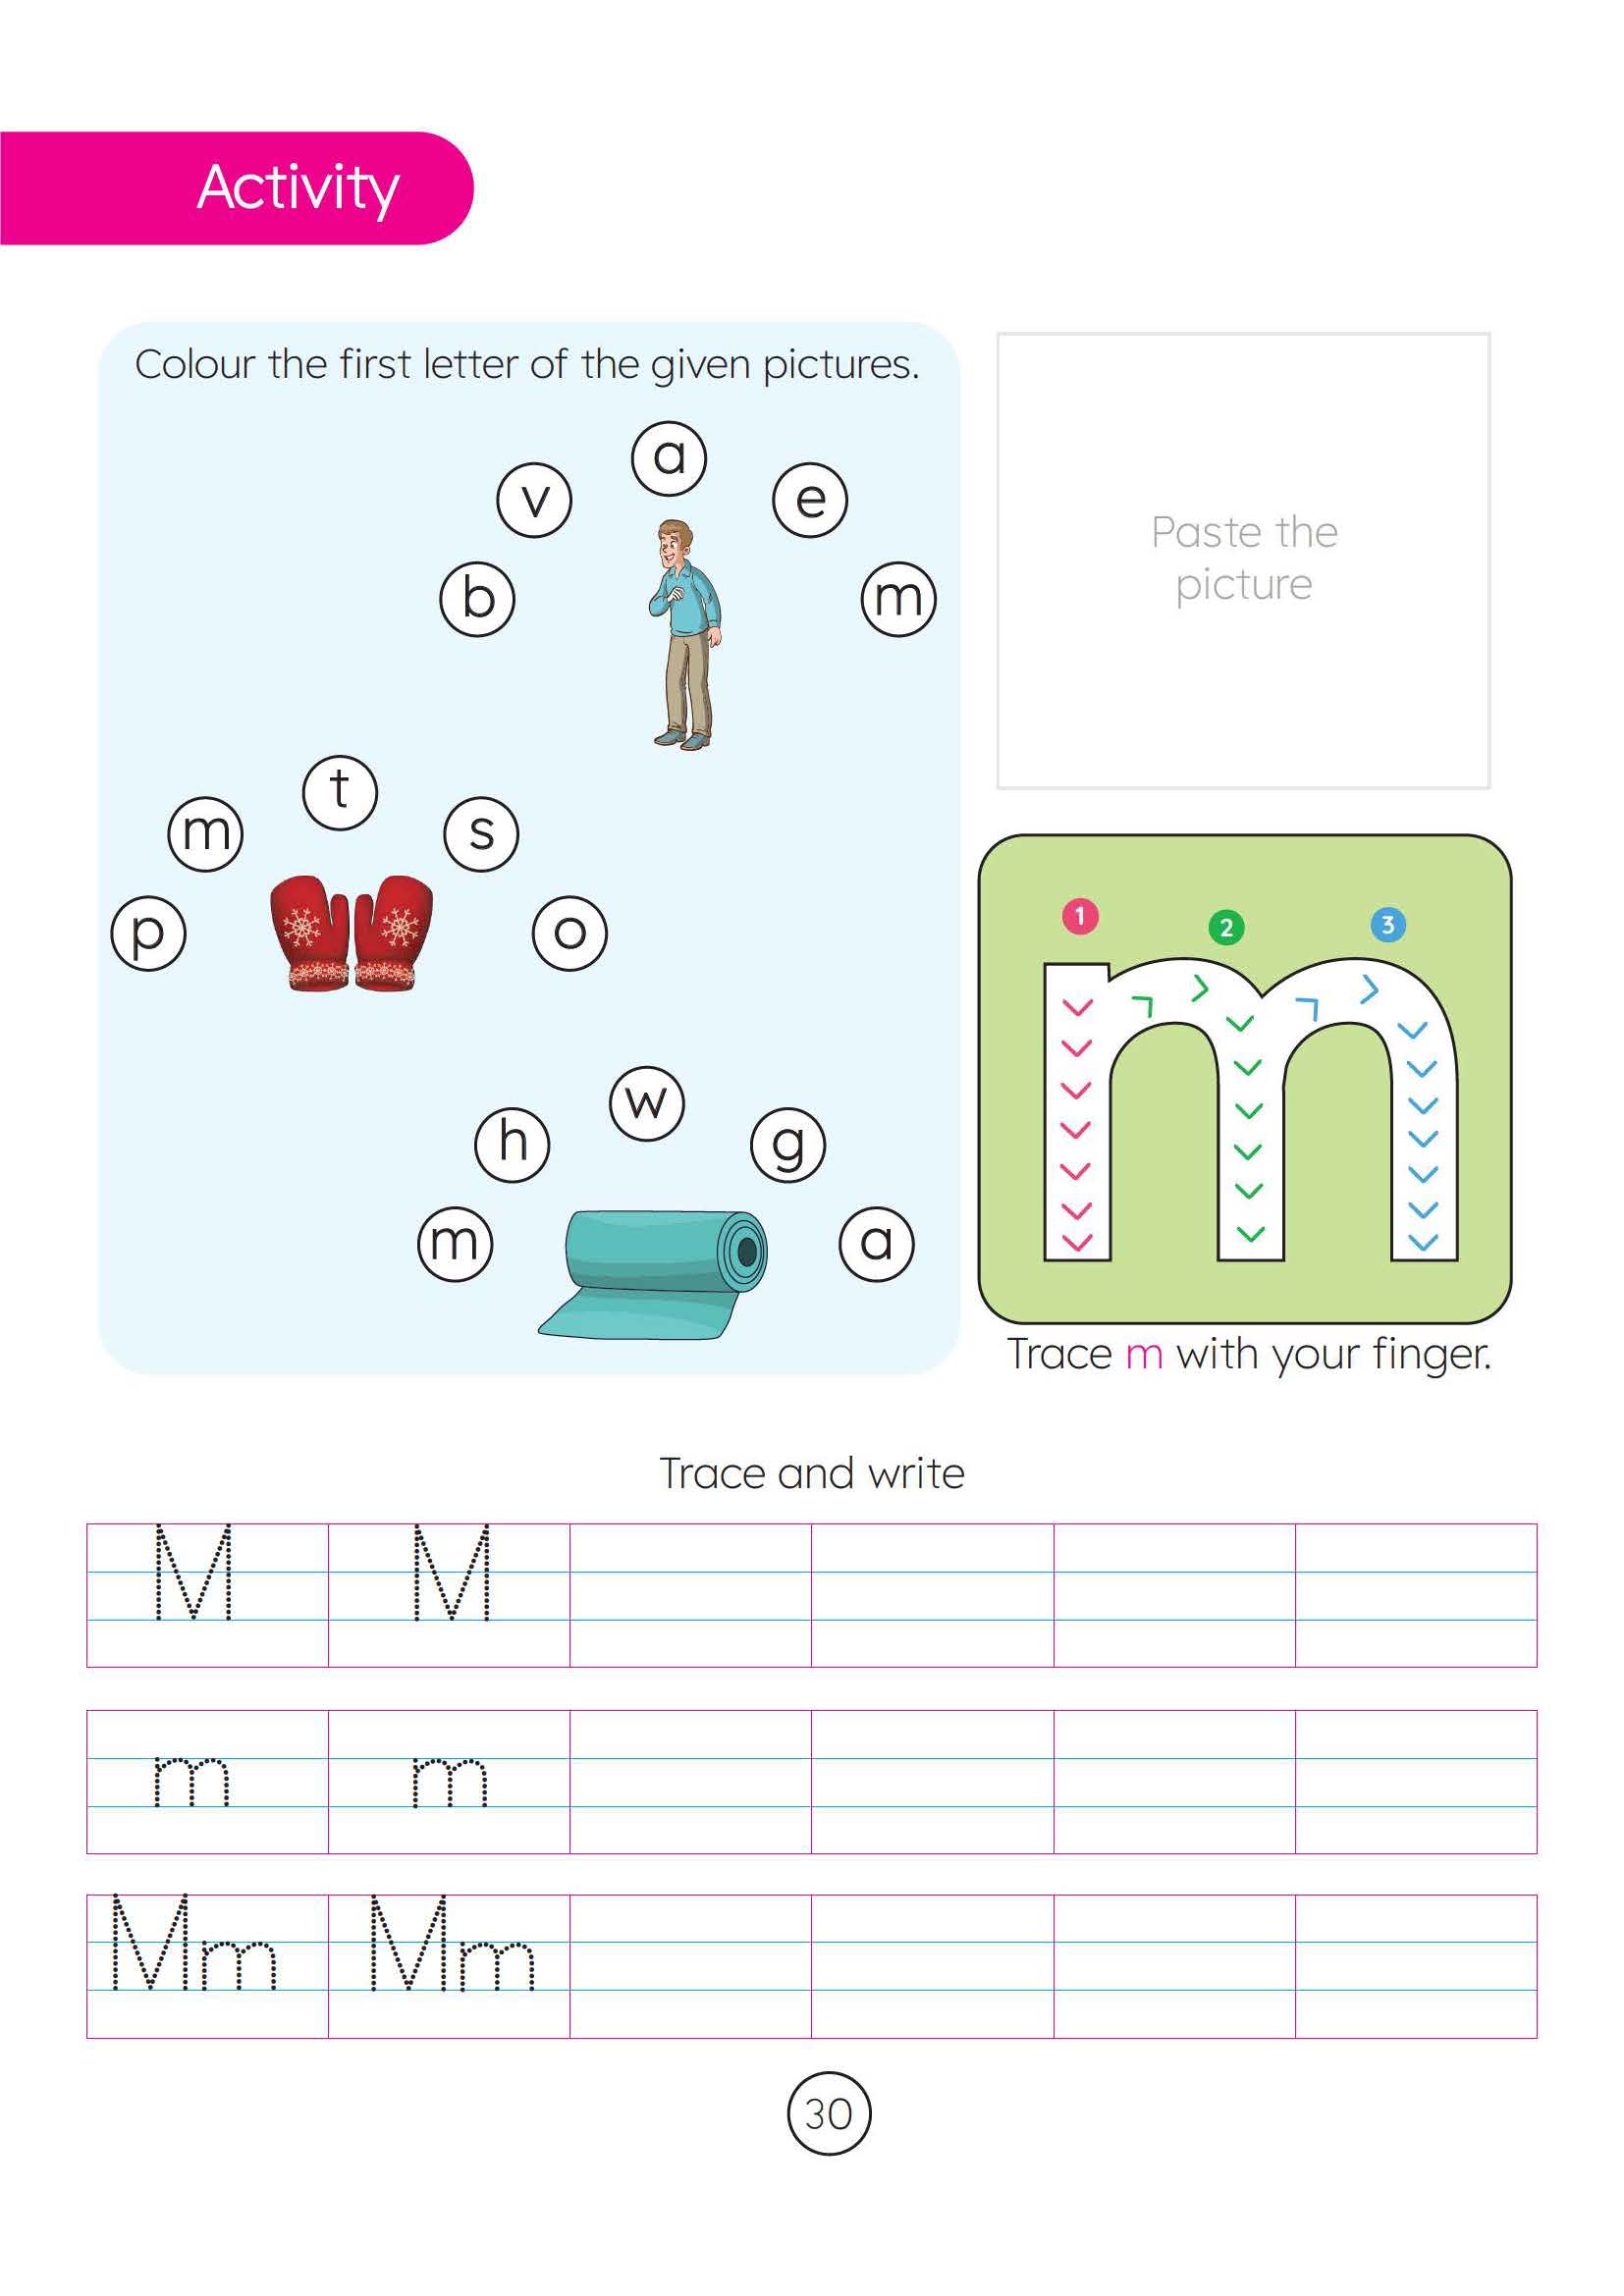 Activity
Colour the first letter of the given pictures.
a
v
e
b
m
t
m
s
p
o
w
h
g
m
a
Paste the
picture
1
2
3
m
Trace m with your finger.
Trace and write
M M
m m
Mm Mm
30